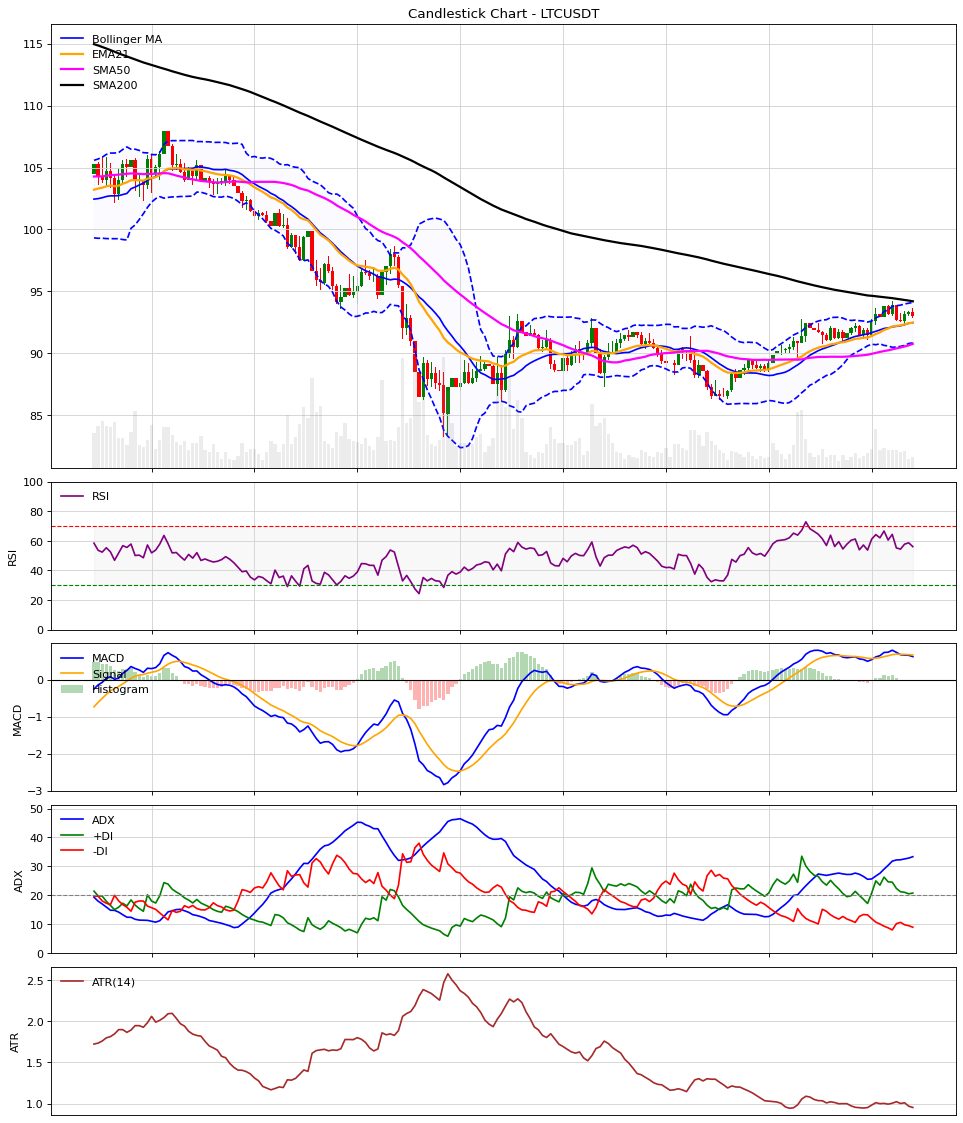 Candlestick Chart - LTCUSDT
Bollinger MA
EMA21
SMA50
SMA200
115
110
105
100
95
90
85
RSI
RSI
100
80
60
40
20
0
MACD
Signal
Histogram
MACD
0
−1
−2
−3
ADX
+DI
-DI
ADX
50
40
30
20
10
0
ATR(14)
ATR
2.5
2.0
1.5
1.0